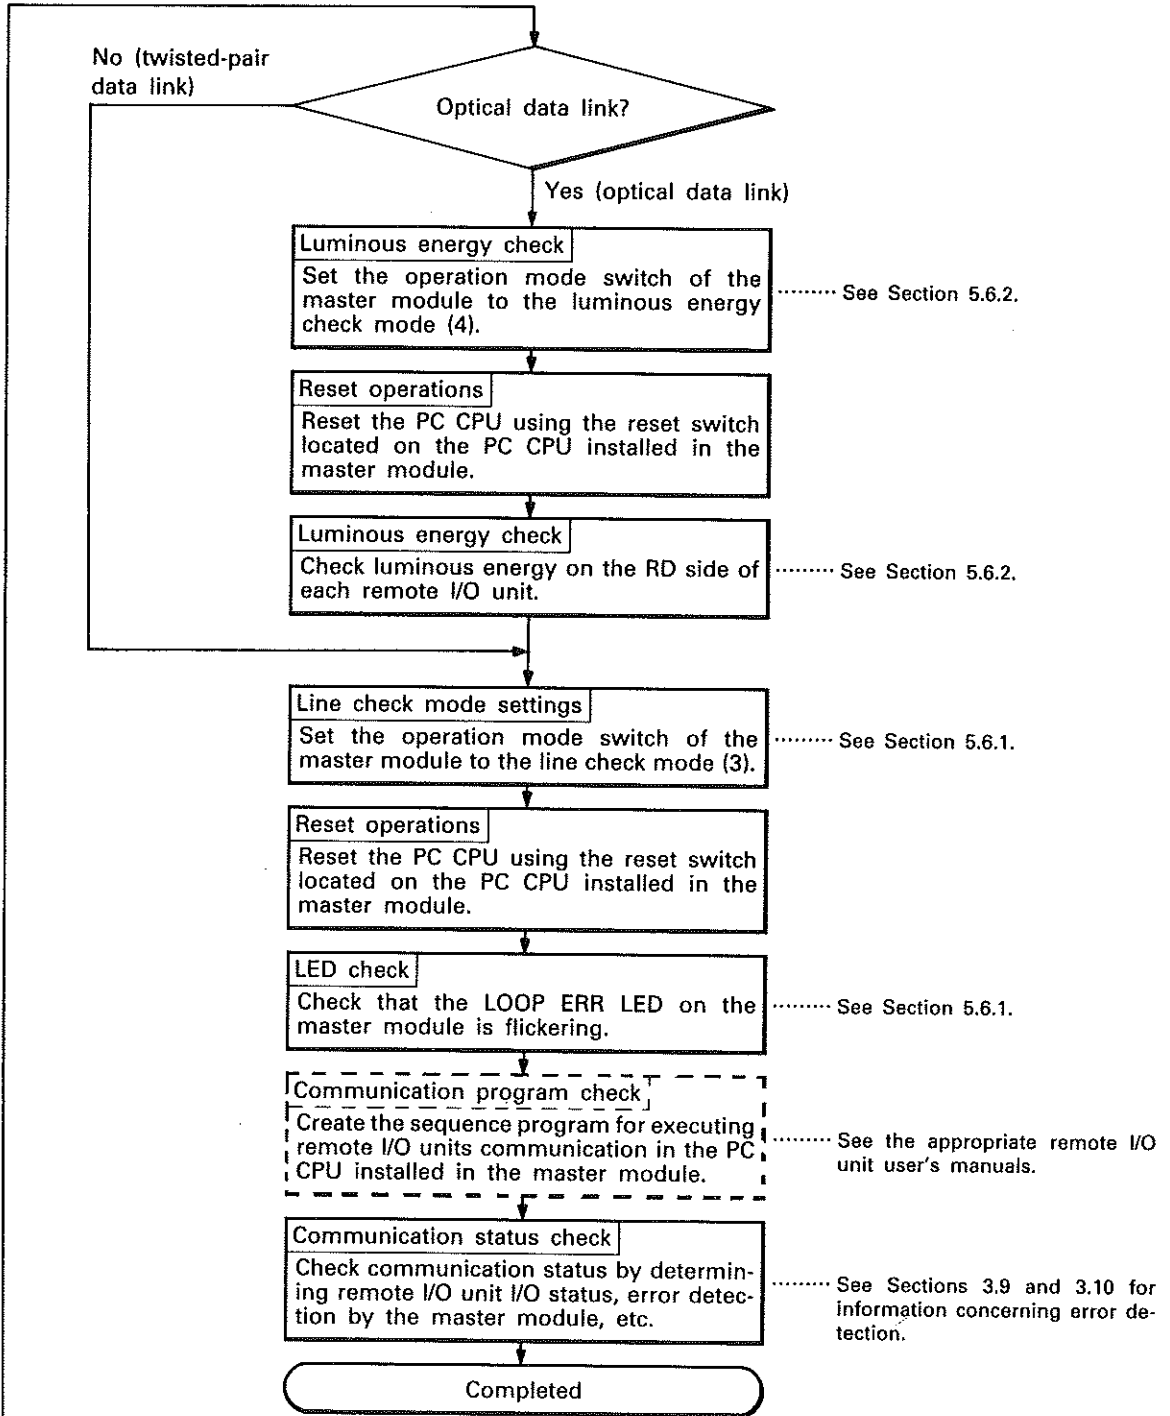 No (twisted-pair
data link)
Optical data link?
Yes (optical data link)
Luminous energy check
Set the operation mode switch of the
master module to the luminous energy
check mode (4).
········· See Section 5.6.2.
Reset operations
Reset the PC CPU using the reset switch
located on the PC CPU installed in the
master module.
Luminous energy check
Check luminous energy on the RD side of
each remote I/O unit.
········· See Section 5.6.2.
Line check mode settings
Set the operation mode switch of the
master module to the line check mode (3).
········· See Section 5.6.1.
Reset operations
Reset the PC CPU using the reset switch
located on the PC CPU installed in the
master module.
LED check
Check that the LOOP ERR LED on the
master module is flickering.
········· See Section 5.6.1.
Communication program check
Create the sequence program for executing
remote I/O units communication in the PC
CPU installed in the master module.
········· See the appropriate remote I/O
unit user's manuals.
Communication status check
Check communication status by determin-
ing remote I/O unit I/O status, error detec-
tion by the master module, etc.
········· See Sections 3.9 and 3.10 for
information concerning error de-
tection.
Completed